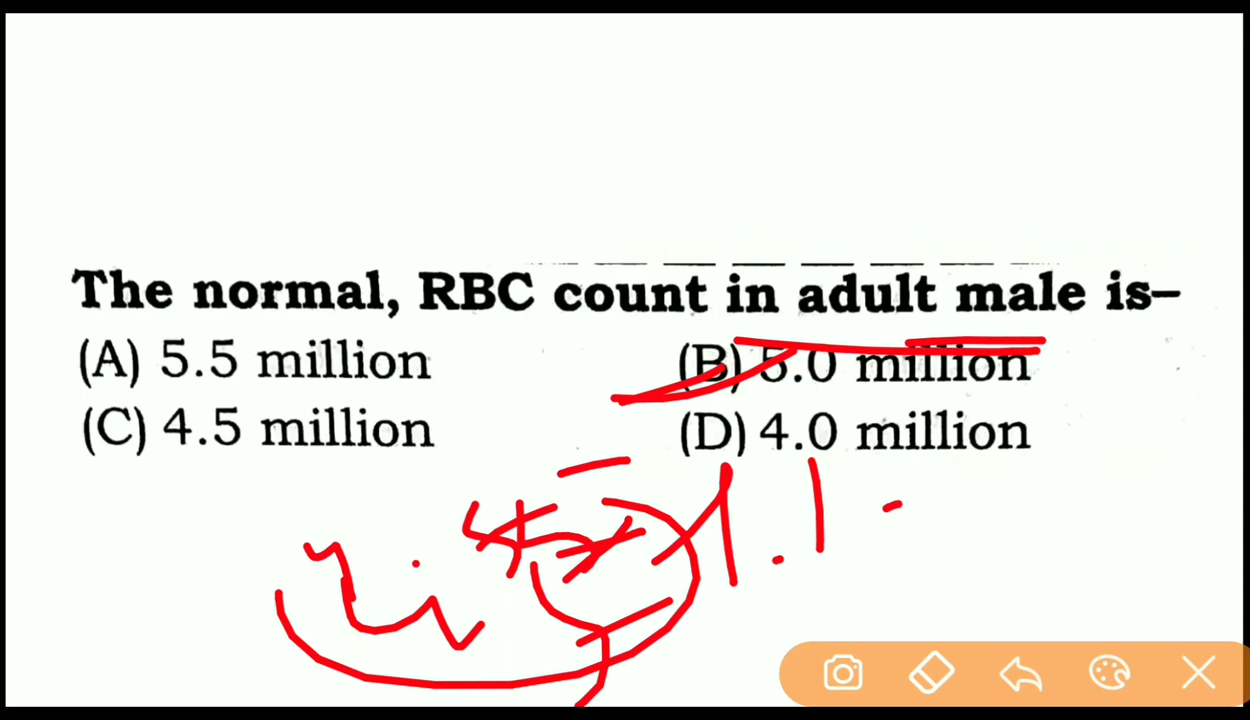 The normal, RBC count in adult male is–
(A) 5.5 million (B) 5.0 million
(C) 4.5 million (D) 4.0 million